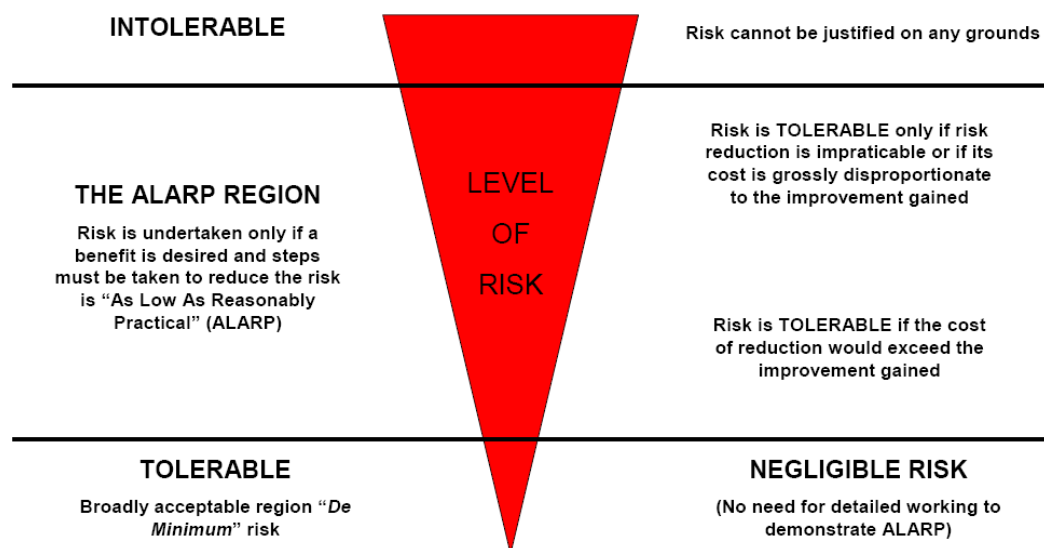 INTOLERABLE
Risk cannot be justified on any grounds
THE ALARP REGION
Risk is undertaken only if a
benefit is desired and steps
must be taken to reduce the risk
is “As Low As Reasonably
Practical” (ALARP)
LEVEL
OF
RISK
Risk is TOLERABLE only if risk
reduction is impraticable or if its
cost is grossly disproportionate
to the improvement gained
Risk is TOLERABLE if the cost
of reduction would exceed the
improvement gained
TOLERABLE
Broadly acceptable region “De
Minimum” risk
NEGLIGIBLE RISK
(No need for detailed working to
demonstrate ALARP)